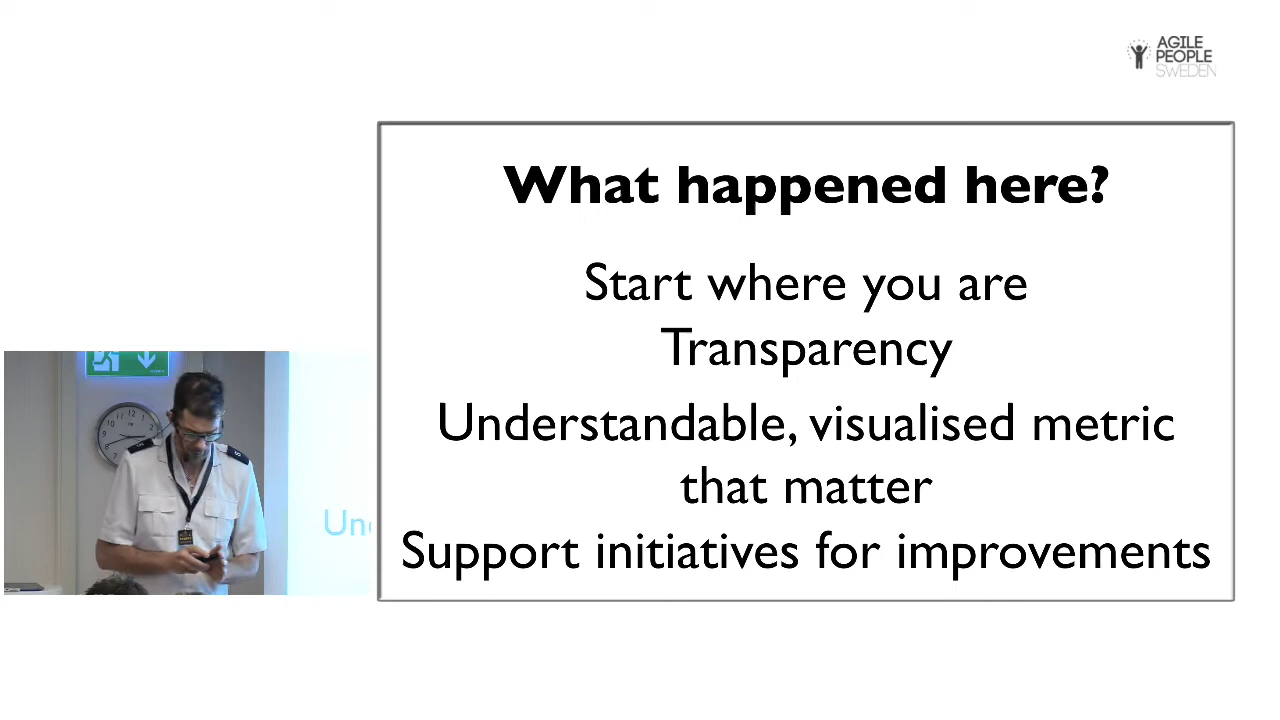 AGILE
PEOPLE
SWEDEN
What happened here?
Start where you are
Transparency
Understandable, visualised metric
that matter
Support initiatives for improvements
Und